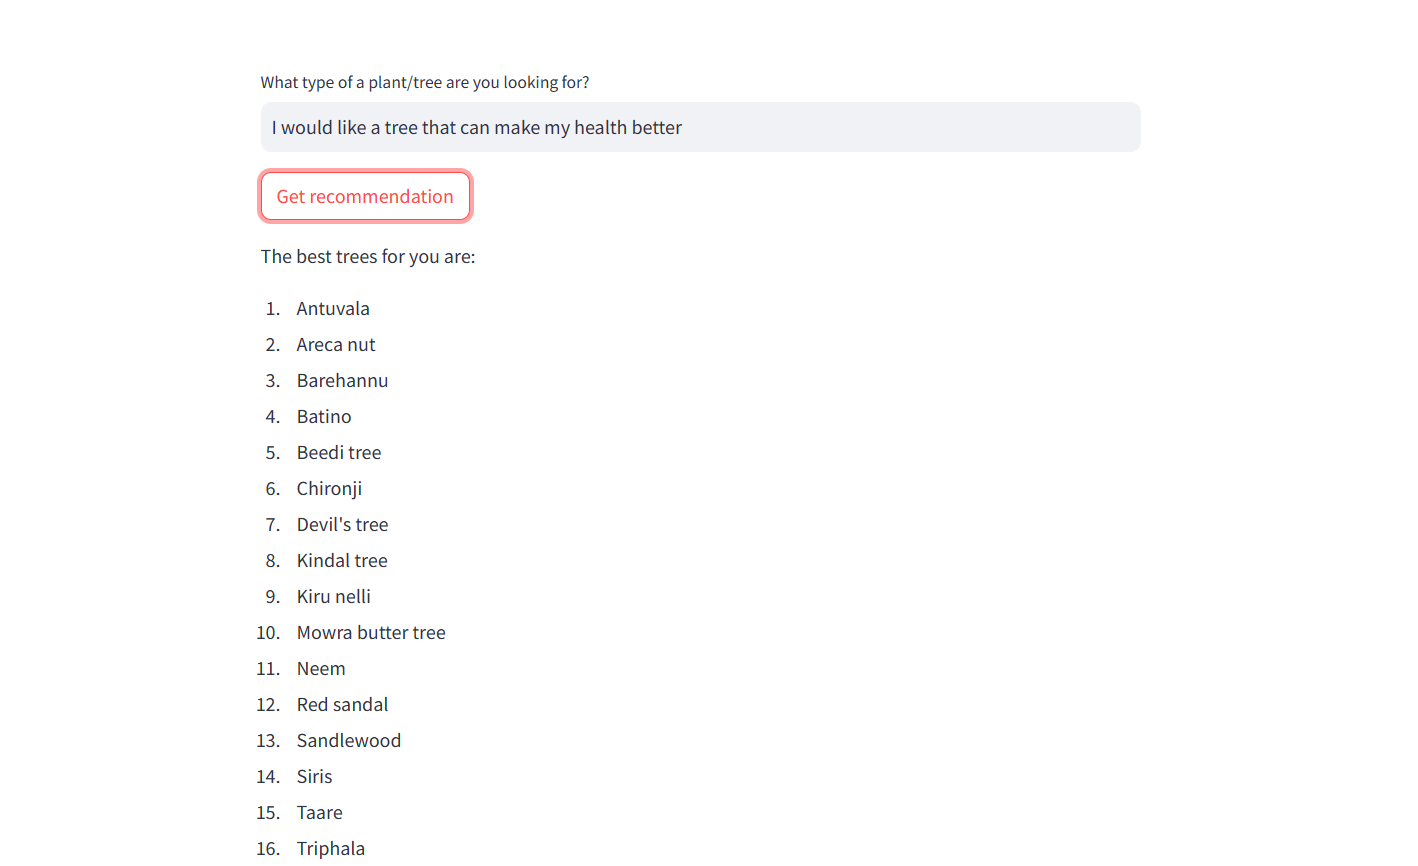 What type of a plant/tree are you looking for?
I would like a tree that can make my health better
Get recommendation
The best trees for you are:
1. Antuvala
2. Areca nut
3. Barehannu
4. Batino
5. Beedi tree
6. Chironji
7. Devil's tree
8. Kindal tree
9. Kiru nelli
10. Mowra butter tree
11. Neem
12. Red sandal
13. Sandlewood
14. Siris
15. Taare
16. Triphala